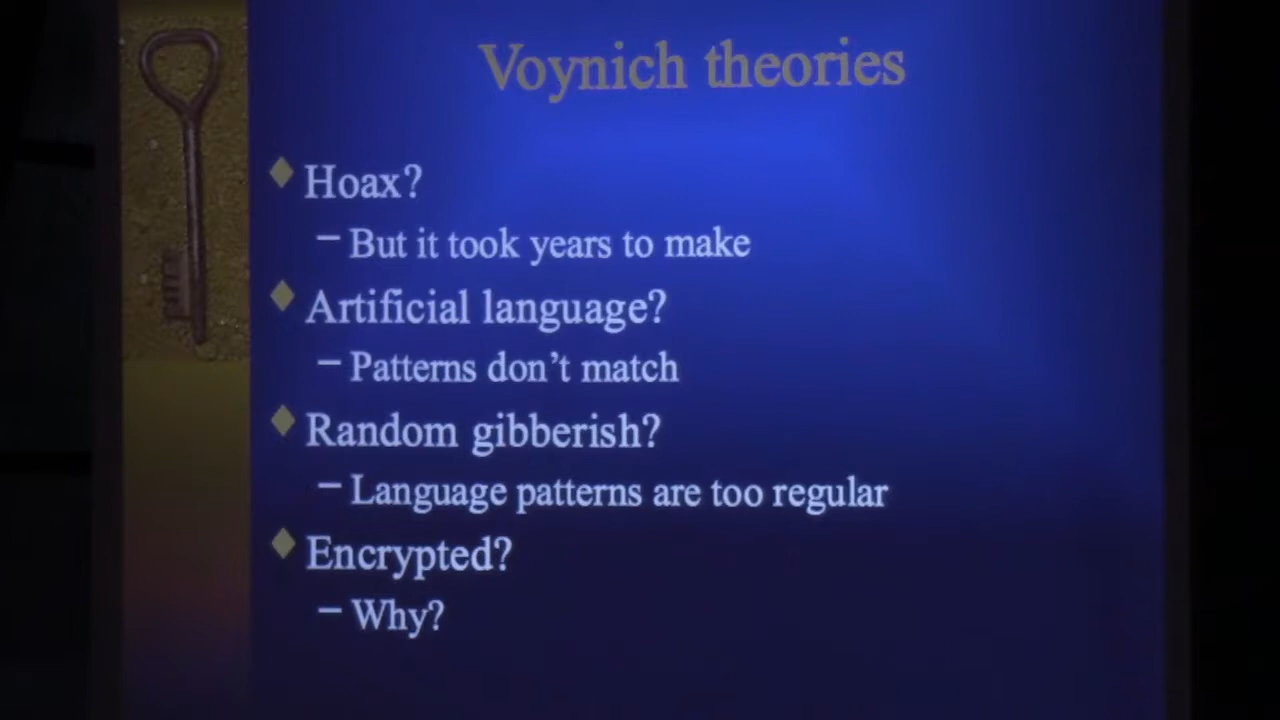 Voynich theories
Hoax?
– But it took years to make
Artificial language?
– Patterns don’t match
Random gibberish?
– Language patterns are too regular
Encrypted?
– Why?